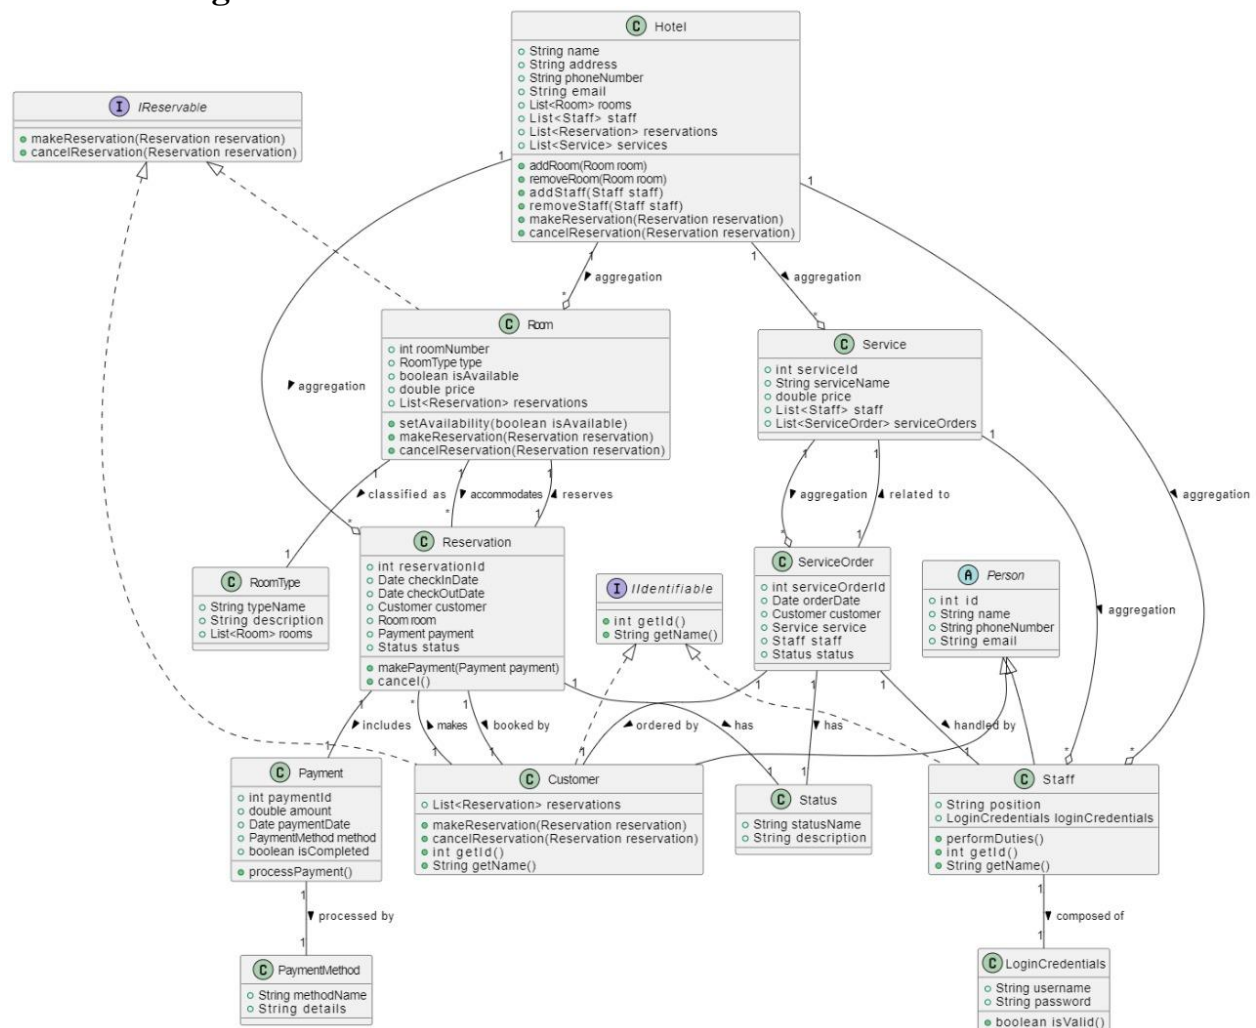 C Hotel
String name
String address
String phoneNumber
String email
List<Room> rooms
List<Staff> staff
List<Reservation> reservations
List<Service> services
addRoom(Room room)
removeRoom(Room room)
addStaff(Staff staff)
removeStaff(Staff staff)
makeReservation(Reservation reservation)
cancelReservation(Reservation reservation)
I IReservable
makeReservation(Reservation reservation)
cancelReservation(Reservation reservation)
1
1
1
1
aggregation
aggregation
*
*
C Room
int roomNumber
RoomType type
boolean isAvailable
double price
List<Reservation> reservations
setAvailability(boolean isAvailable)
makeReservation(Reservation reservation)
cancelReservation(Reservation reservation)
C Service
int serviceId
String serviceName
double price
List<Staff> staff
List<ServiceOrder> serviceOrders
aggregation
1
1
1
1
1
1
classified as
accommodates
reserves
aggregation
related to
aggregation
1
*
*
1
*
1
C Reservation
int reservationId
Date checkInDate
Date checkOutDate
Customer customer
Room room
Payment payment
Status status
makePayment(Payment payment)
cancel()
C RoomType
String typeName
String description
List<Room> rooms
I IIdentifiable
int getId()
String getName()
C ServiceOrder
int serviceOrderId
Date orderDate
Customer customer
Service service
Staff staff
Status status
A Person
int id
String name
String phoneNumber
String email
aggregation
1
*
1
1
1
1
1
includes
makes
booked by
ordered by
has
has
handled by
1
1
1
1
1
1
1
*
*
C Payment
int paymentId
double amount
Date paymentDate
PaymentMethod method
boolean isCompleted
processPayment()
C Customer
List<Reservation> reservations
makeReservation(Reservation reservation)
cancelReservation(Reservation reservation)
int getId()
String getName()
C Status
String statusName
String description
C Staff
String position
LoginCredentials loginCredentials
performDuties()
int getId()
String getName()
1
processed by
1
1
composed of
1
C PaymentMethod
String methodName
String details
C LoginCredentials
String username
String password
boolean isValid()